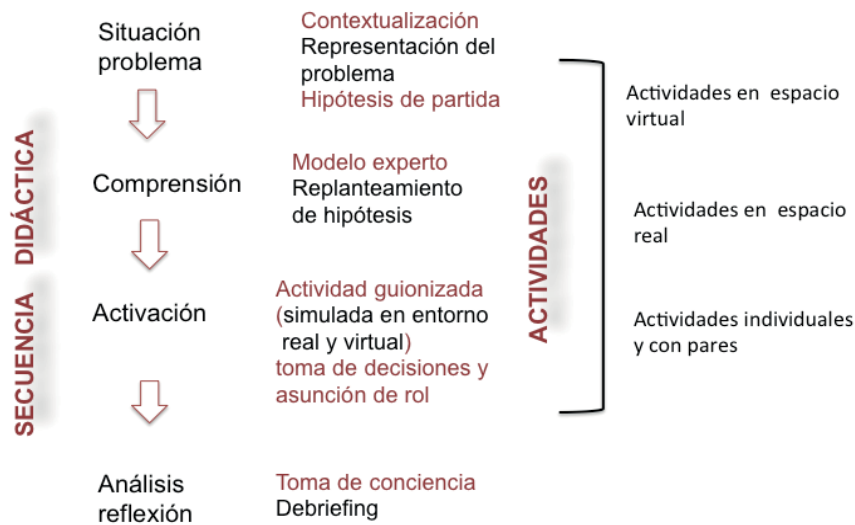 SECUENCIA DIDÁCTICA
Situación
problema
Contextualización
Representación del
problema
Hipótesis de partida
Comprensión
Modelo experto
Replanteamiento
de hipótesis
Activación
Actividad guionizada
(simulada en entorno
real y virtual)
toma de decisiones y
asunción de rol
Análisis
reflexión
Toma de conciencia
Debriefing
ACTIVIDADES
Actividades en espacio
virtual
Actividades en espacio
real
Actividades individuales
y con pares